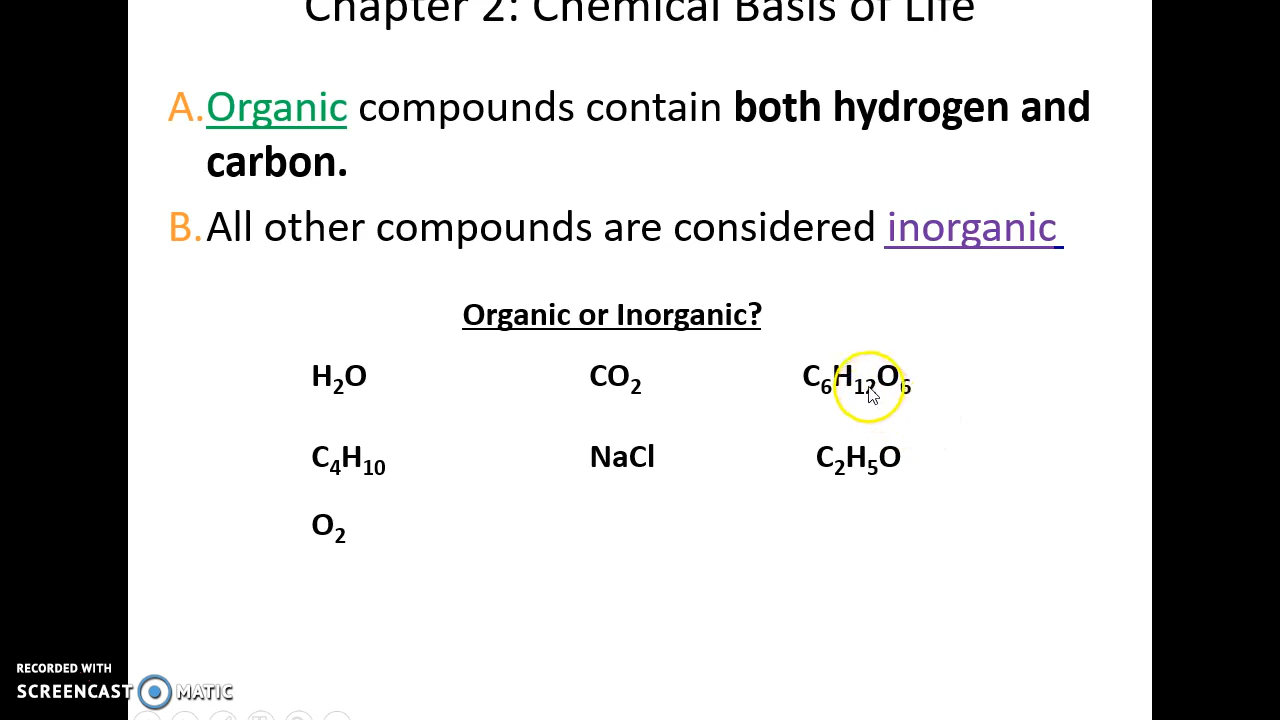 Chapter 2: Chemical Basis of Life
A. Organic compounds contain both hydrogen and
carbon.
B. All other compounds are considered inorganic
Organic or Inorganic?
H₂O CO₂ C₆H₁₂O₆
C₄H₁₀ NaCl C₂H₅O
O₂
RECORDED WITH
SCREENCAST MATIC